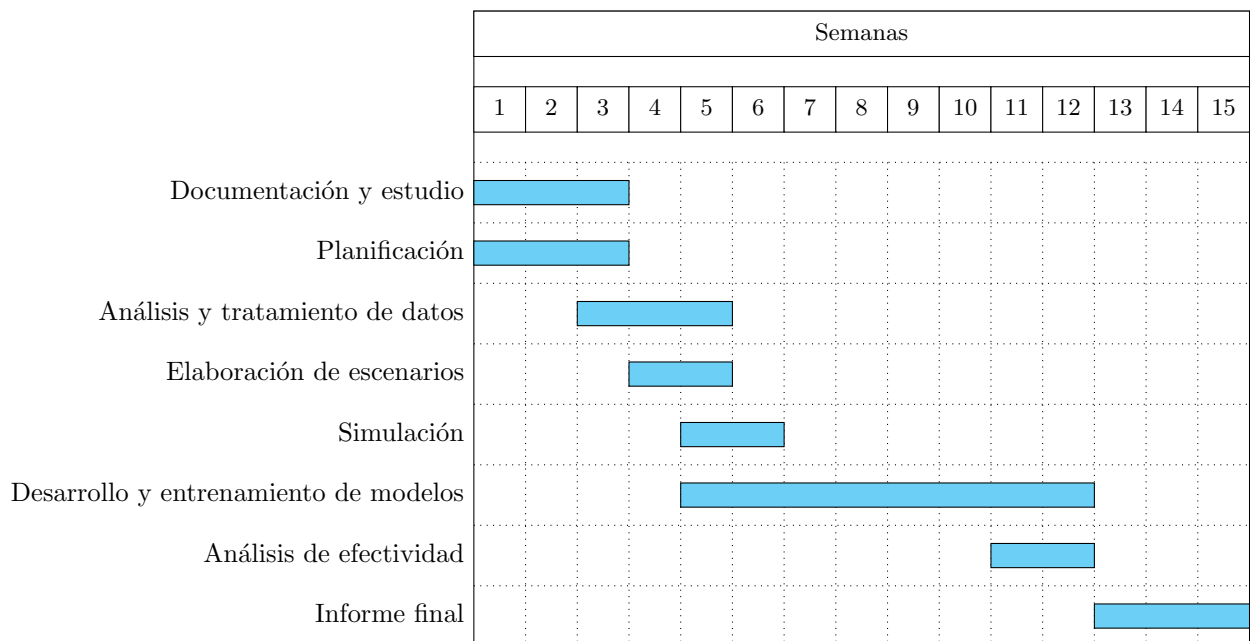 Semanas
1 2 3 4 5 6 7 8 9 10 11 12 13 14 15
Documentación y estudio
Planificación
Análisis y tratamiento de datos
Elaboración de escenarios
Simulación
Desarrollo y entrenamiento de modelos
Análisis de efectividad
Informe final